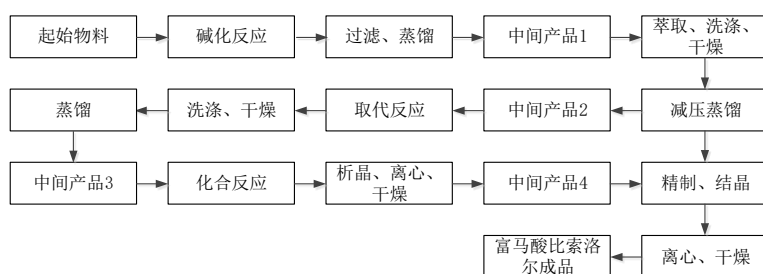 起始物料
碱化反应
过滤、蒸馏
中间产品1
萃取、洗涤、
干燥
蒸馏
洗涤、干燥
取代反应
中间产品2
减压蒸馏
中间产品3
化合反应
析晶、离心、
干燥
中间产品4
精制、结晶
富马酸比索洛
尔成品
离心、干燥